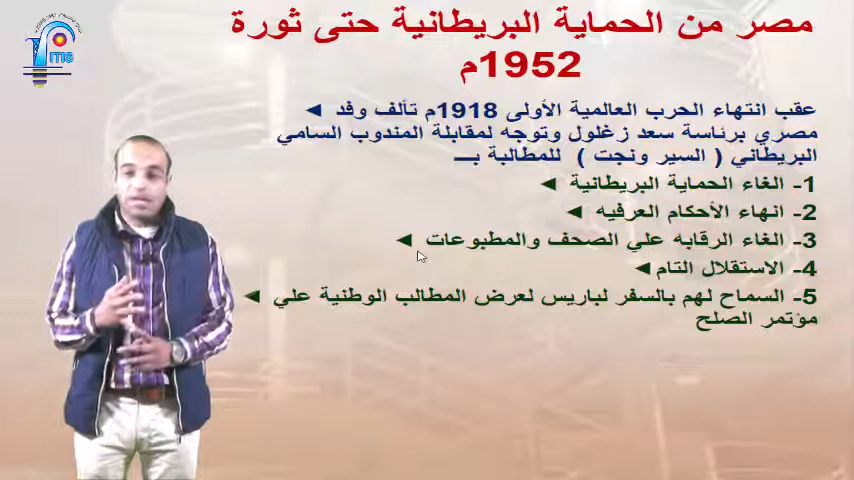 مصر من الحماية البريطانية حتى ثورة
1952م
عقب انتهاء الحرب العالمية الأولى 1918م تألف وفد
مصري برئاسة سعد زغلول وتوجه لمقابلة المندوب السامي
البريطاني ( السير ونجت ) للمطالبة بـــ
1- الغاء الحماية البريطانية
2- انهاء الأحكام العرفيه
3- الغاء الرقابه علي الصحف والمطبوعات
4- الاستقلال التام
5- السماح لهم بالسفر لباريس لعرض المطالب الوطنية علي
مؤتمر الصلح